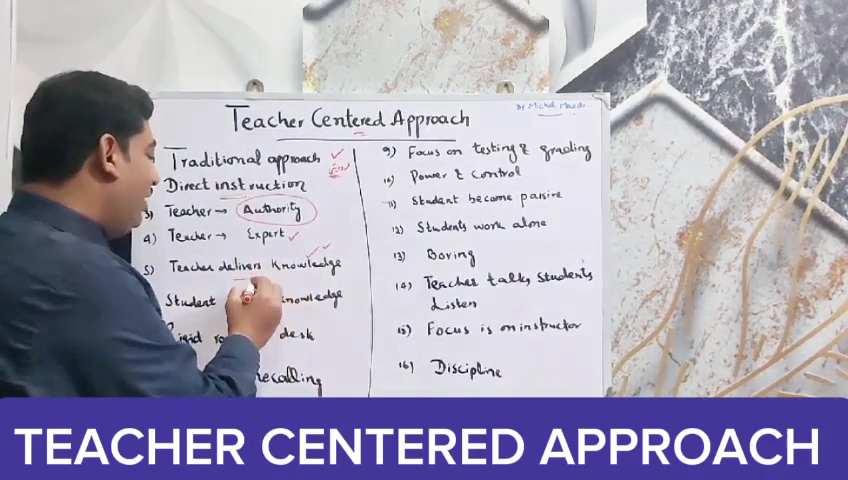 Teacher Centered Approach
Dr Michal
Traditional approach
Direct instruction
3) Teacher → Authority
4) Teacher → Expert
5) Teacher delivers Knowledge
Student knowledge
desk
recalling
9) Focus on testing & grading
10) Power & control
11) Student become passive
12) Students work alone
13) Boring
14) Teacher talks Students
Listen
15) Focus is on instructor
16) Discipline
TEACHER CENTERED APPROACH